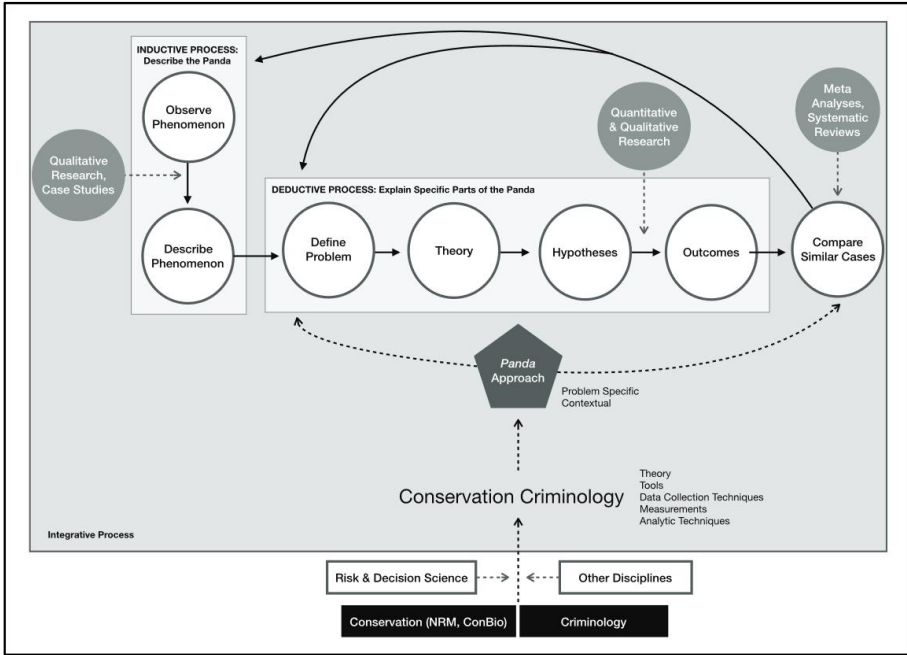 INDUCTIVE PROCESS:
Describe the Panda
Observe
Phenomenon
Qualitative
Research,
Case Studies
Describe
Phenomenon
Quantitative
& Qualitative
Research
Meta
Analyses,
Systematic
Reviews
DEDUCTIVE PROCESS: Explain Specific Parts of the Panda
Define
Problem
Theory
Hypotheses
Outcomes
Compare
Similar Cases
Panda
Approach
Problem Specific
Contextual
Conservation Criminology
Theory
Tools
Data Collection Techniques
Measurements
Analytic Techniques
Integrative Process
Risk & Decision Science
Other Disciplines
Conservation (NRM, ConBio)
Criminology